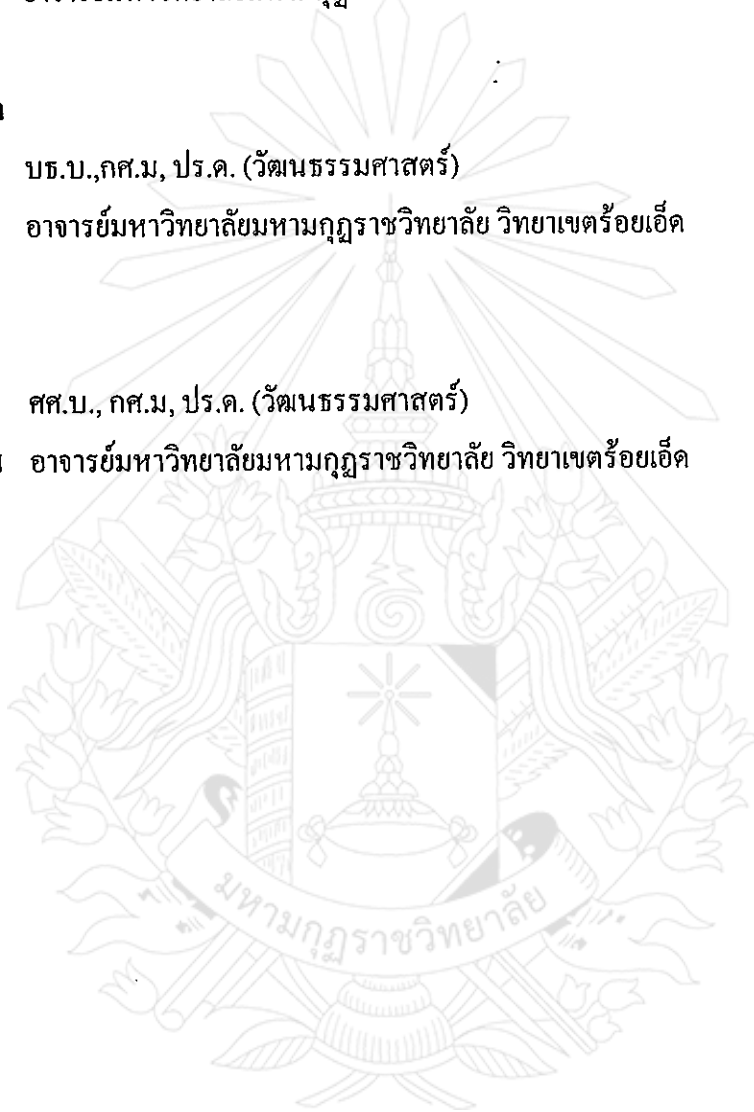 บธ.บ.,กศ.ม, ปร.ด. (วัฒนธรรมศาสตร์)
อาจารย์มหาวิทยาลัยมหามกุฏราชวิทยาลัย วิทยาเขตร้อยเอ็ด
ศศ.บ., กศ.ม, ปร.ด. (วัฒนธรรมศาสตร์)
อาจารย์มหาวิทยาลัยมหามกุฏราชวิทยาลัย วิทยาเขตร้อยเอ็ด
มหามกุฏราชวิทยาลัย